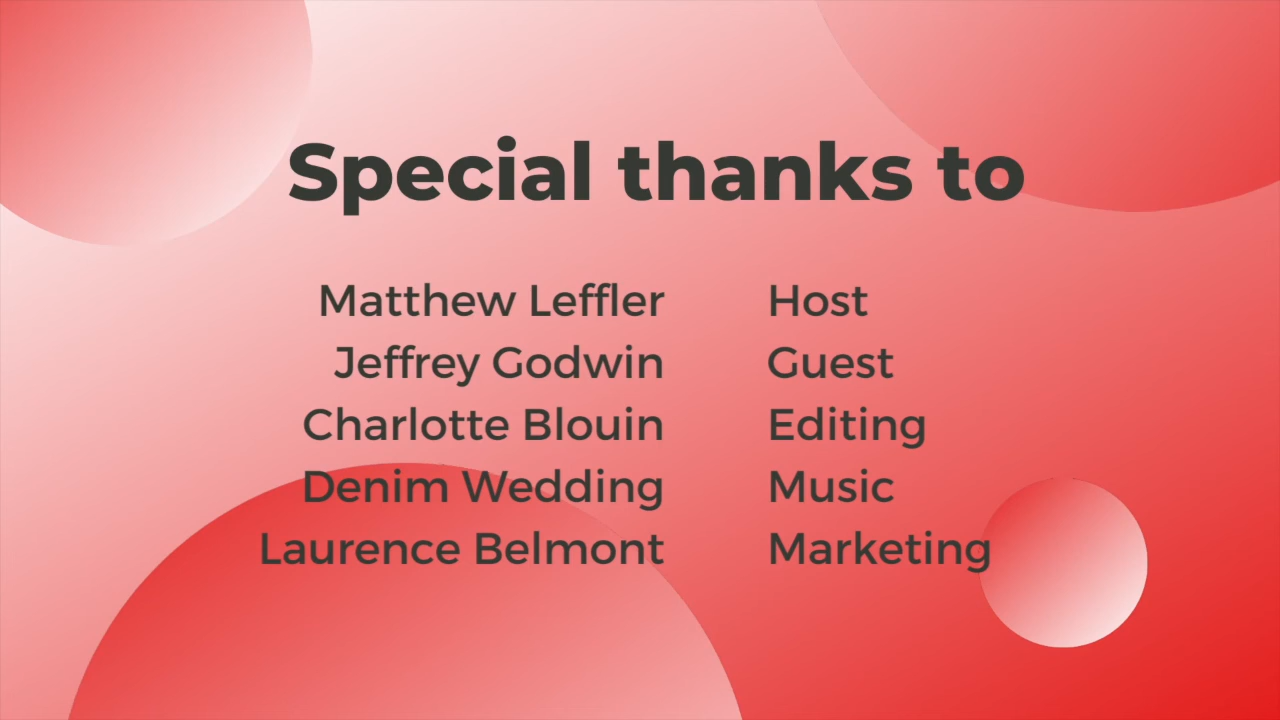 Special thanks to
Matthew Leffler Host
Jeffrey Godwin Guest
Charlotte Blouin Editing
Denim Wedding Music
Laurence Belmont Marketing